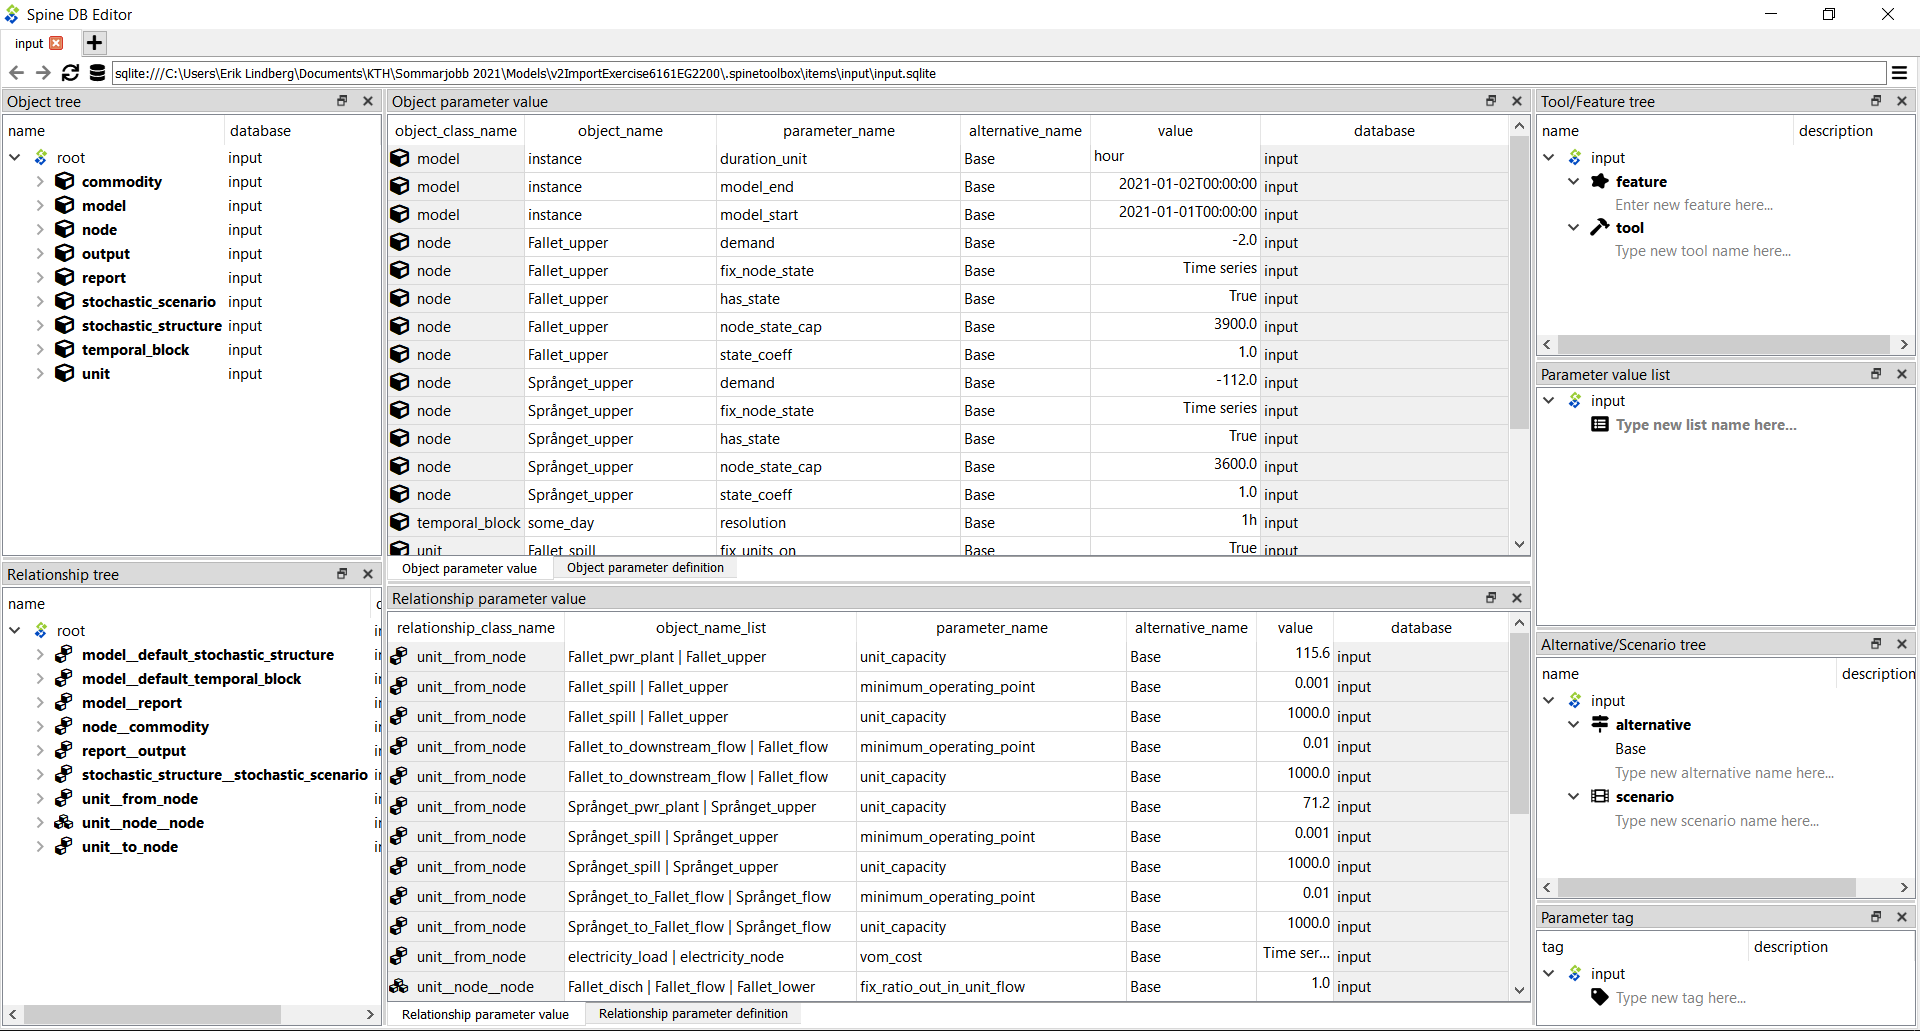 Spine DB Editor
input
sqlite:///C:\Users\Erik Lindberg\Documents\KTH\Sommarjobb 2021\Models\v2ImportExercise6161EG2200\.spinetoolbox\items\input\input.sqlite
Object tree
name database
root input
commodity input
model input
node input
output input
report input
stochastic_scenario input
stochastic_structure input
temporal_block input
unit input
Relationship tree
name
root
model__default_stochastic_structure
model__default_temporal_block
model__report
node__commodity
report__output
stochastic_structure__stochastic_scenario
unit__from_node
unit__node__node
unit__to_node
Object parameter value
object_class_name object_name parameter_name alternative_name value database
model instance duration_unit Base hour input
model instance model_end Base 2021-01-02T00:00:00 input
model instance model_start Base 2021-01-01T00:00:00 input
node Fallet_upper demand Base -2.0 input
node Fallet_upper fix_node_state Base Time series input
node Fallet_upper has_state Base True input
node Fallet_upper node_state_cap Base 3900.0 input
node Fallet_upper state_coeff Base 1.0 input
node Språnget_upper demand Base -112.0 input
node Språnget_upper fix_node_state Base Time series input
node Språnget_upper has_state Base True input
node Språnget_upper node_state_cap Base 3600.0 input
node Språnget_upper state_coeff Base 1.0 input
temporal_block some_day resolution Base 1h input
unit Fallet_spill fix_units_on Base True input
Object parameter value Object parameter definition
Relationship parameter value
relationship_class_name object_name_list parameter_name alternative_name value database
unit__from_node Fallet_pwr_plant | Fallet_upper unit_capacity Base 115.6 input
unit__from_node Fallet_spill | Fallet_upper minimum_operating_point Base 0.001 input
unit__from_node Fallet_spill | Fallet_upper unit_capacity Base 1000.0 input
unit__from_node Fallet_to_downstream_flow | Fallet_flow minimum_operating_point Base 0.01 input
unit__from_node Fallet_to_downstream_flow | Fallet_flow unit_capacity Base 1000.0 input
unit__from_node Språnget_pwr_plant | Språnget_upper unit_capacity Base 71.2 input
unit__from_node Språnget_spill | Språnget_upper minimum_operating_point Base 0.001 input
unit__from_node Språnget_spill | Språnget_upper unit_capacity Base 1000.0 input
unit__from_node Språnget_to_Fallet_flow | Språnget_flow minimum_operating_point Base 0.01 input
unit__from_node Språnget_to_Fallet_flow | Språnget_flow unit_capacity Base 1000.0 input
unit__from_node electricity_load | electricity_node vom_cost Base Time ser... input
unit__node__node Fallet_disch | Fallet_flow | Fallet_lower fix_ratio_out_in_unit_flow Base 1.0 input
Relationship parameter value Relationship parameter definition
Tool/Feature tree
name description
input
feature
Enter new feature here...
tool
Type new tool name here...
Parameter value list
input
Type new list name here...
Alternative/Scenario tree
name description
input
alternative
Base
Type new alternative name here...
scenario
Type new scenario name here...
Parameter tag
tag description
input
Type new tag here...